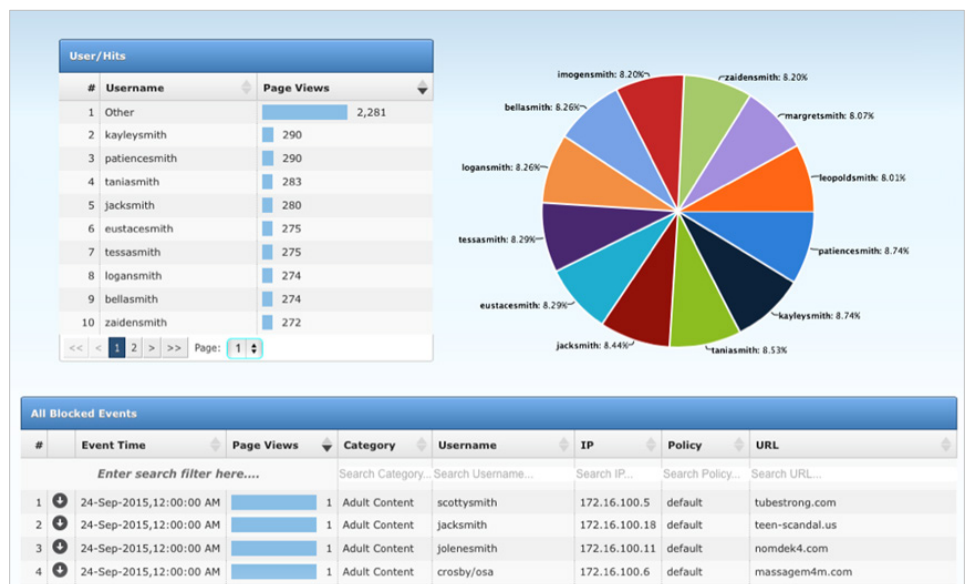 User/Hits
# Username Page Views
1 Other 2,281
2 kayleysmith 290
3 patiencesmith 290
4 taniasmith 283
5 jacksmith 280
6 eustacesmith 275
7 tessasmith 275
8 logansmith 274
9 bellasmith 274
10 zaidensmith 272
<< < 1 2 > >> Page: 1
imogensmith: 8.20%
zaidensmith: 8.20%
bellasmith: 8.26%
margretsmith: 8.07%
logansmith: 8.26%
leopoldsmith: 8.01%
tessasmith: 8.29%
patiencesmith: 8.74%
eustacesmith: 8.29%
kayleysmith: 8.74%
jacksmith: 8.44%
taniasmith: 8.53%
All Blocked Events
# Event Time Page Views Category Username IP Policy URL
Enter search filter here.... Search Category... Search Username... Search IP... Search Policy... Search URL...
1 24-Sep-2015,12:00:00 AM 1 Adult Content scottysmith 172.16.100.5 default tubestrong.com
2 24-Sep-2015,12:00:00 AM 1 Adult Content jacksmith 172.16.100.18 default teen-scandal.us
3 24-Sep-2015,12:00:00 AM 1 Adult Content jolenesmith 172.16.100.11 default nomdek4.com
4 24-Sep-2015,12:00:00 AM 1 Adult Content crosby/osa 172.16.100.6 default massagem4m.com